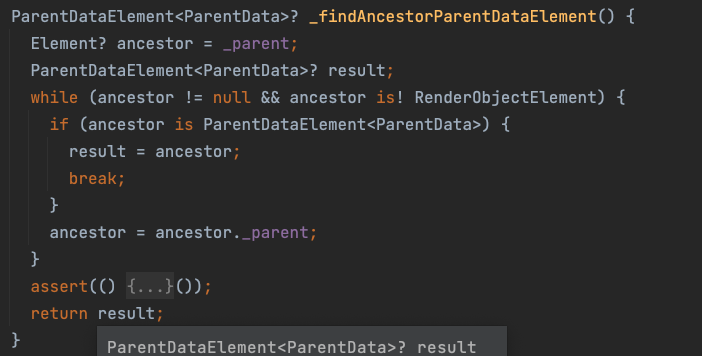 ParentDataElement<ParentData>? _findAncestorParentDataElement() {
  Element? ancestor = _parent;
  ParentDataElement<ParentData>? result;
  while (ancestor != null && ancestor is! RenderObjectElement) {
    if (ancestor is ParentDataElement<ParentData>) {
      result = ancestor;
      break;
    }
    ancestor = ancestor._parent;
  }
  assert(() {...}());
  return result;
}
ParentDataElement<ParentData>? result